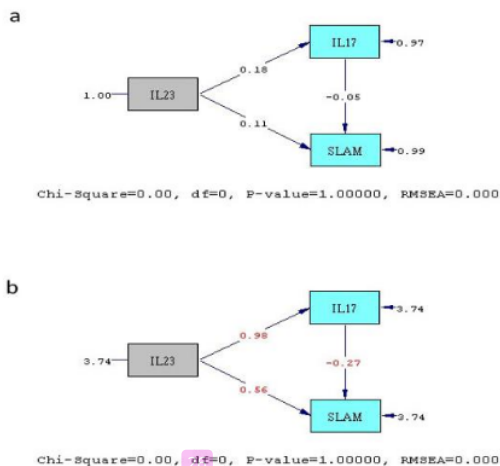 a
IL17
0.97
0.18
1.00
IL23
-0.05
0.11
SLAM
0.99
Chi-Square=0.00, df=0, P-value=1.00000, RMSEA=0.000
b
IL17
3.74
0.98
3.74
IL23
-0.27
0.56
SLAM
3.74
Chi-Square=0.00, df=0, P-value=1.00000, RMSEA=0.000